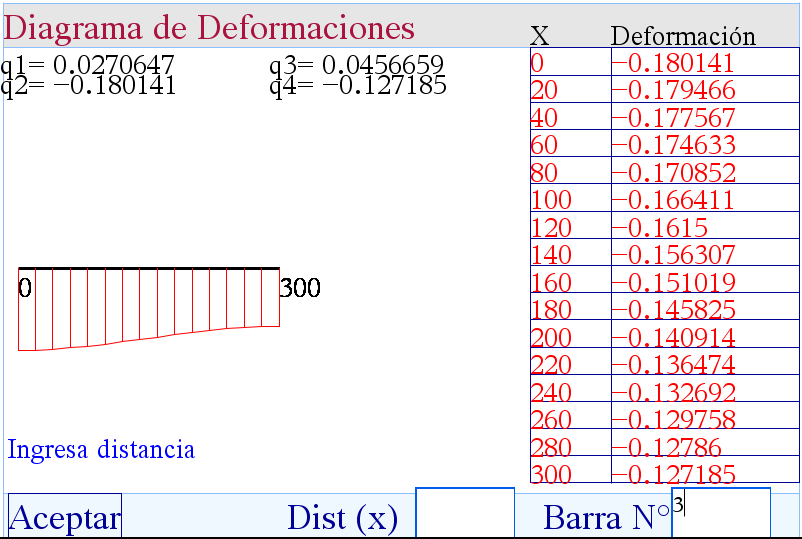 Diagrama de Deformaciones
q1= 0.0270647 q3= 0.0456659
q2= −0.180141 q4= −0.127185
X Deformación
0 −0.180141
20 −0.179466
40 −0.177567
60 −0.174633
80 −0.170852
100 −0.166411
120 −0.1615
140 −0.156307
160 −0.151019
180 −0.145825
200 −0.140914
220 −0.136474
240 −0.132692
260 −0.129758
280 −0.12786
300 −0.127185
0 300
Ingresa distancia
Aceptar Dist (x) Barra N° 3